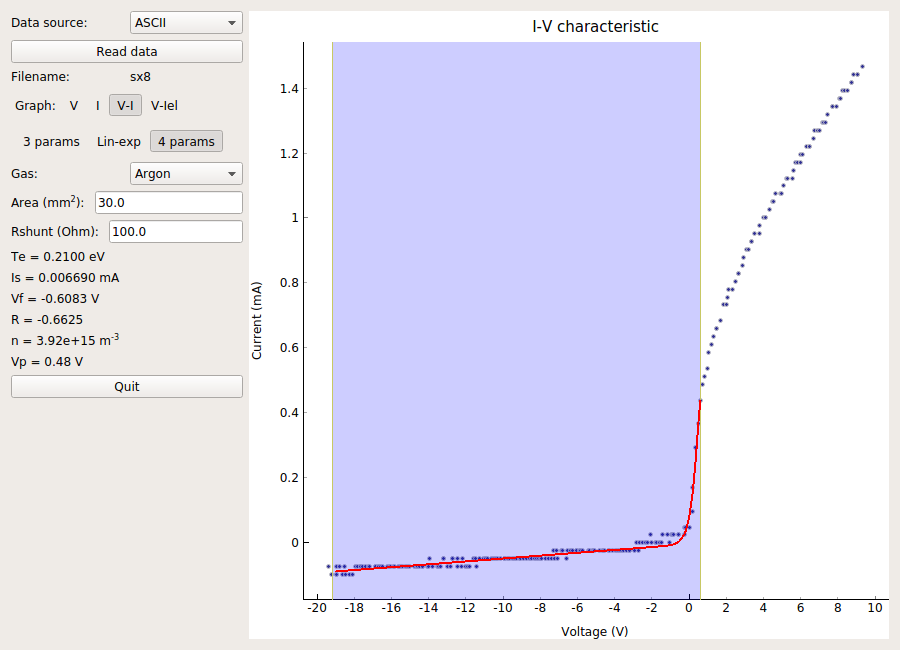 Data source: ASCII
Read data
Filename: sx8
Graph: V I V-I V-Iel
3 params Lin-exp 4 params
Gas: Argon
Area (mm²): 30.0
Rshunt (Ohm): 100.0
Te = 0.2100 eV
Is = 0.006690 mA
Vf = -0.6083 V
R = -0.6625
n = 3.92e+15 m⁻³
Vp = 0.48 V
Quit
I-V characteristic
Current (mA)
1.4
1.2
1
0.8
0.6
0.4
0.2
0
-20 -18 -16 -14 -12 -10 -8 -6 -4 -2 0 2 4 6 8 10
Voltage (V)